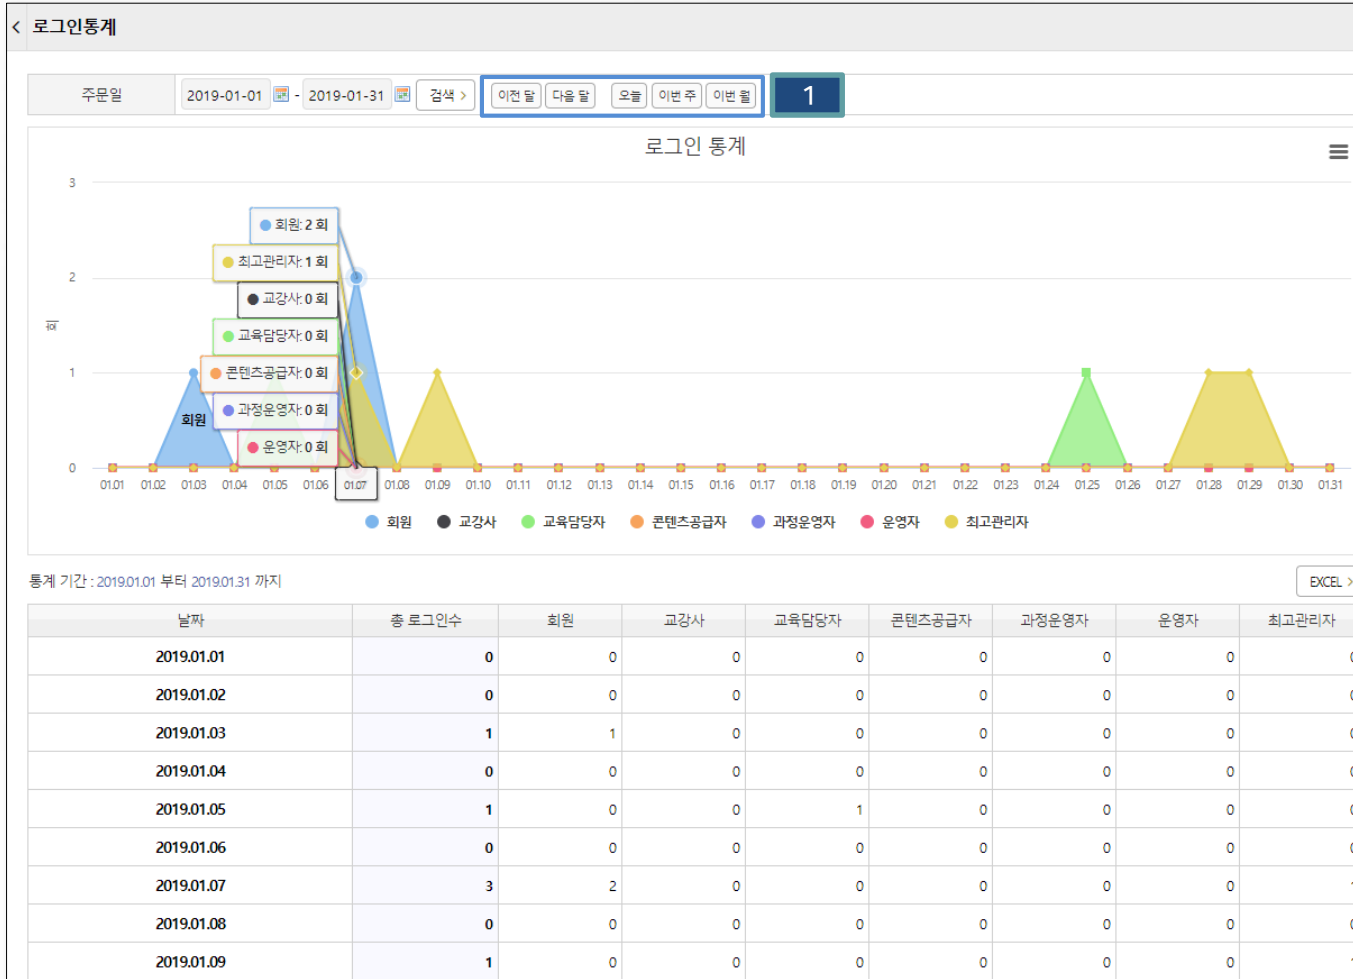 로그인통계
주문일 2019-01-01 - 2019-01-31 검색 > 이전 달 다음 달 오늘 이번 주 이번 월 1
로그인 통계
3
회원: 2 회
최고관리자: 1 회
2
교강사: 0 회
회
교육담당자: 0 회
1
콘텐츠공급자: 0 회
과정운영자: 0 회
회원
운영자: 0 회
0
01.01 01.02 01.03 01.04 01.05 01.06 01.07 01.08 01.09 01.10 01.11 01.12 01.13 01.14 01.15 01.16 01.17 01.18 01.19 01.20 01.21 01.22 01.23 01.24 01.25 01.26 01.27 01.28 01.29 01.30 01.31
회원 교강사 교육담당자 콘텐츠공급자 과정운영자 운영자 최고관리자
통계 기간 : 2019.01.01 부터 2019.01.31 까지 EXCEL >
날짜 총 로그인수 회원 교강사 교육담당자 콘텐츠공급자 과정운영자 운영자 최고관리자
2019.01.01 0 0 0 0 0 0 0 0
2019.01.02 0 0 0 0 0 0 0 0
2019.01.03 1 1 0 0 0 0 0 0
2019.01.04 0 0 0 0 0 0 0 0
2019.01.05 1 0 0 1 0 0 0 0
2019.01.06 0 0 0 0 0 0 0 0
2019.01.07 3 2 0 0 0 0 0 1
2019.01.08 0 0 0 0 0 0 0 0
2019.01.09 1 0 0 0 0 0 0 1